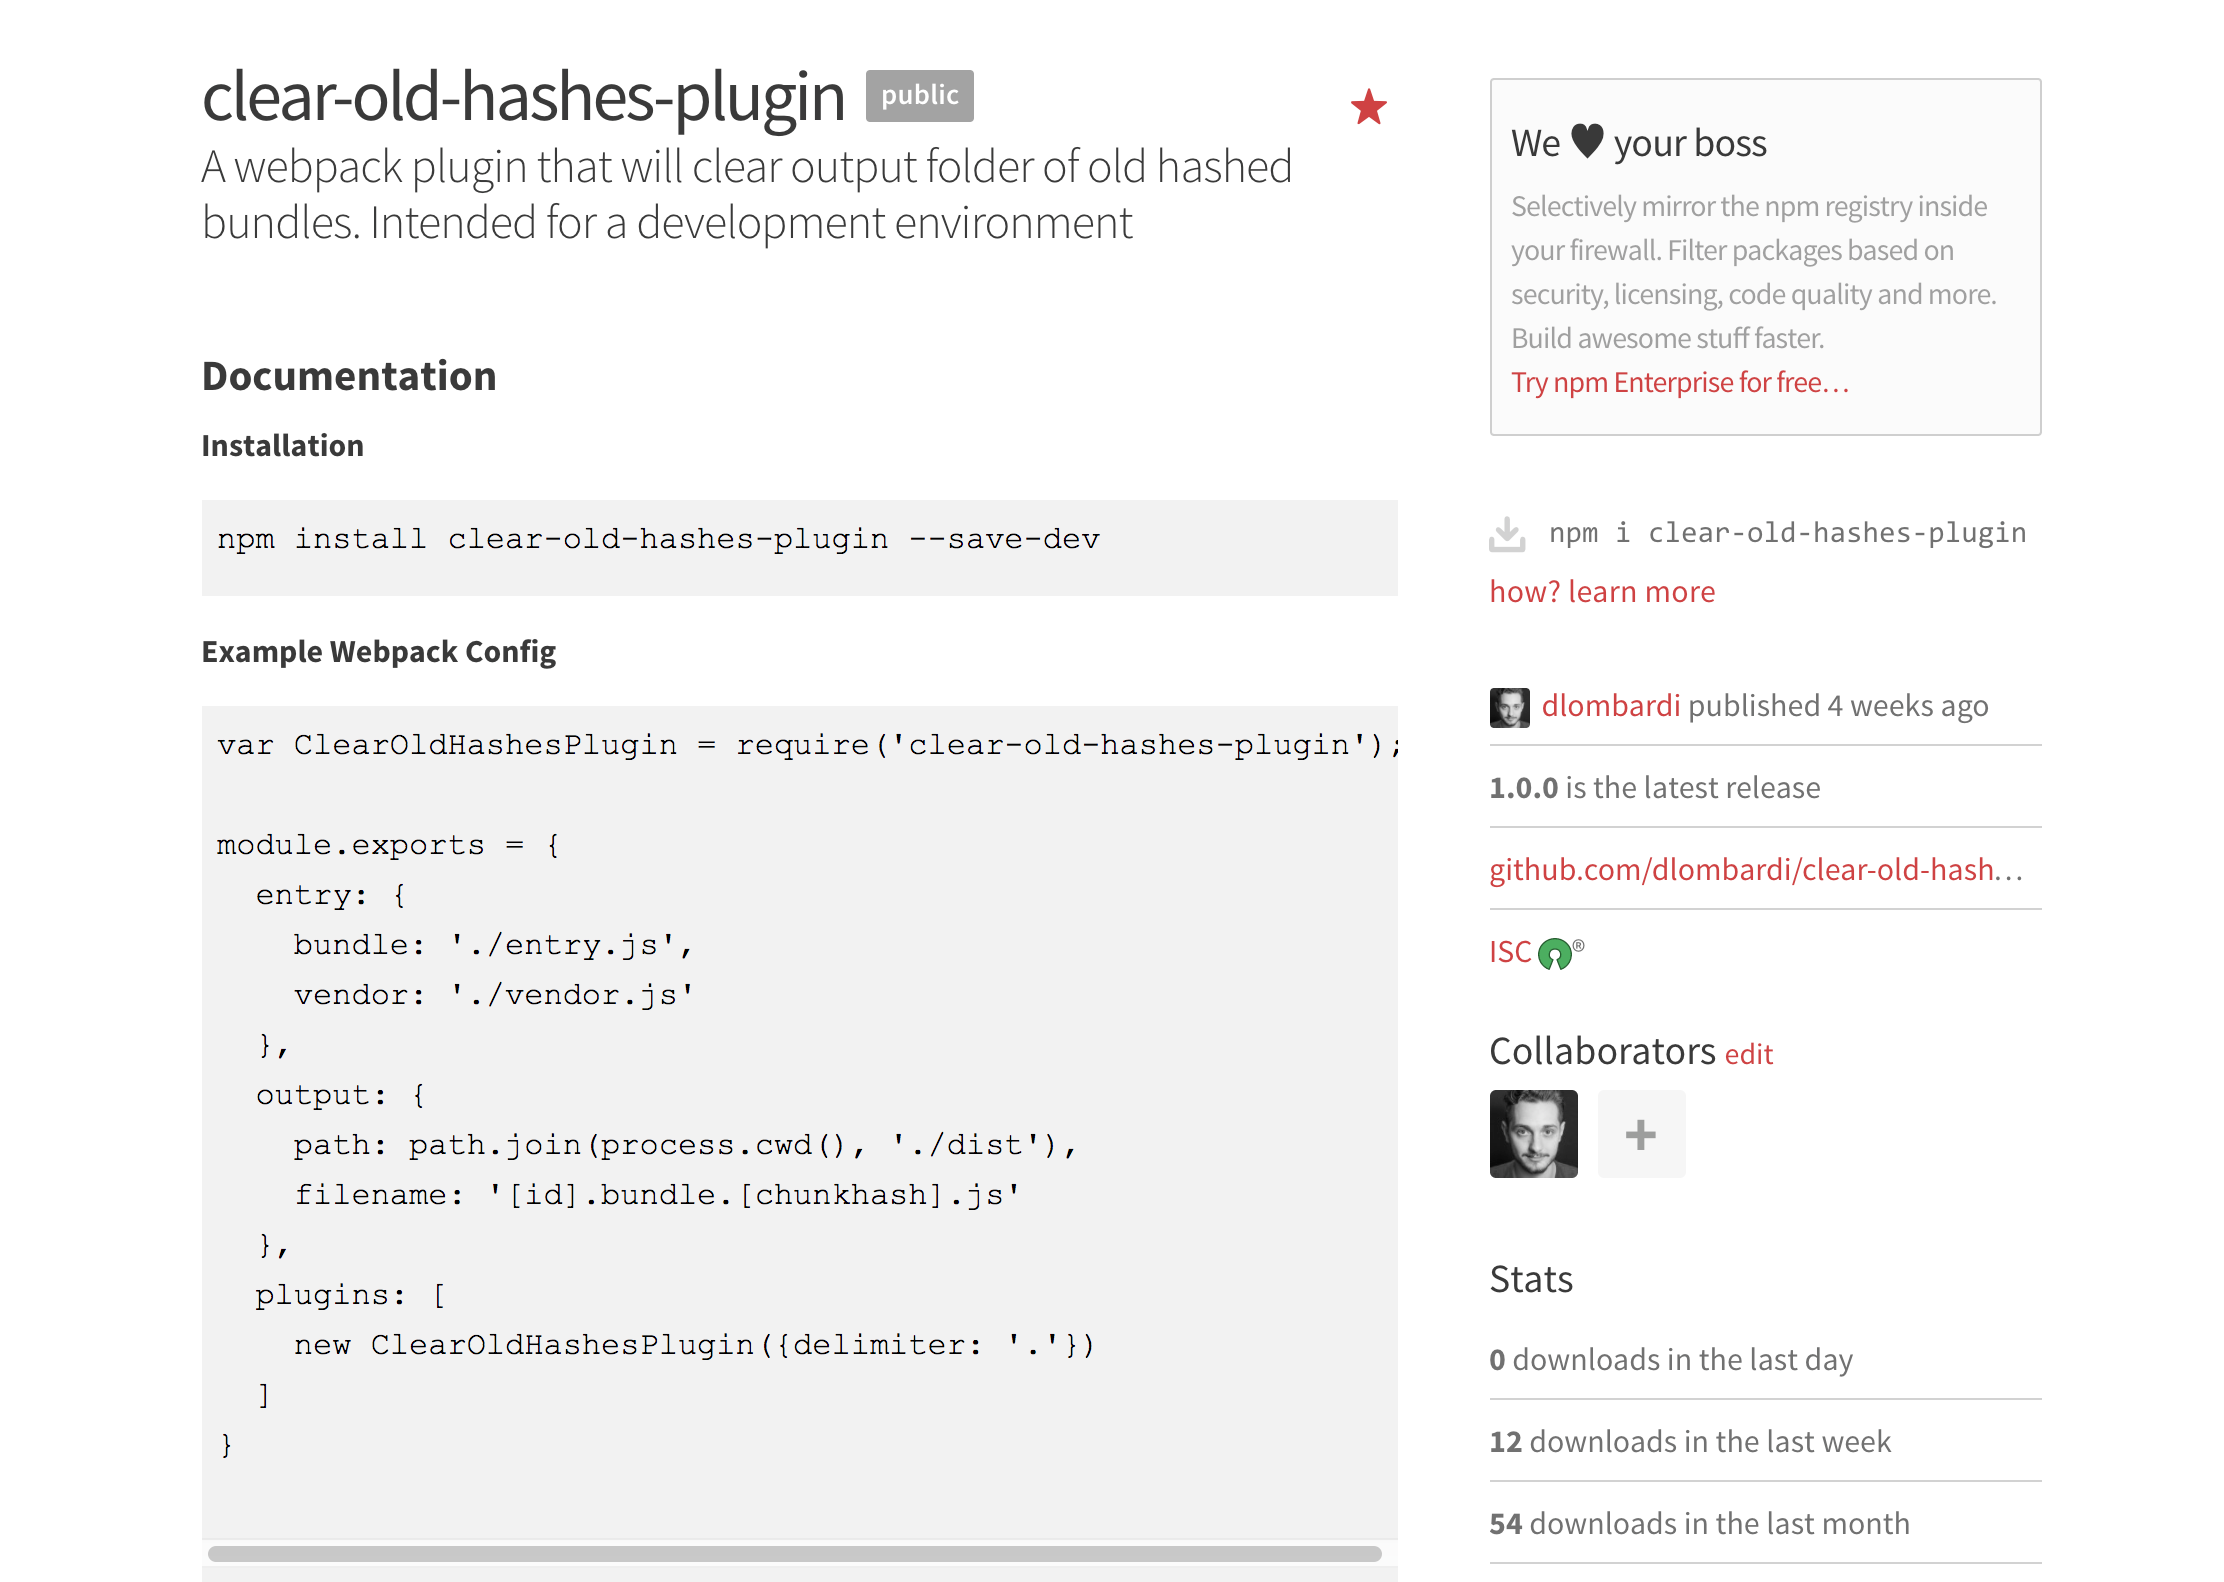 clear-old-hashes-plugin public
A webpack plugin that will clear output folder of old hashed
bundles. Intended for a development environment
Documentation
Installation
npm install clear-old-hashes-plugin --save-dev
Example Webpack Config
var ClearOldHashesPlugin = require('clear-old-hashes-plugin');
module.exports = {
  entry: {
    bundle: './entry.js',
    vendor: './vendor.js'
  },
  output: {
    path: path.join(process.cwd(), './dist'),
    filename: '[id].bundle.[chunkhash].js'
  },
  plugins: [
    new ClearOldHashesPlugin({delimiter: '.'})
  ]
}
We ♥ your boss
Selectively mirror the npm registry inside
your firewall. Filter packages based on
security, licensing, code quality and more.
Build awesome stuff faster.
Try npm Enterprise for free…
npm i clear-old-hashes-plugin
how? learn more
dlombardi published 4 weeks ago
1.0.0 is the latest release
github.com/dlombardi/clear-old-hash…
ISC ®
Collaborators edit
+
Stats
0 downloads in the last day
12 downloads in the last week
54 downloads in the last month